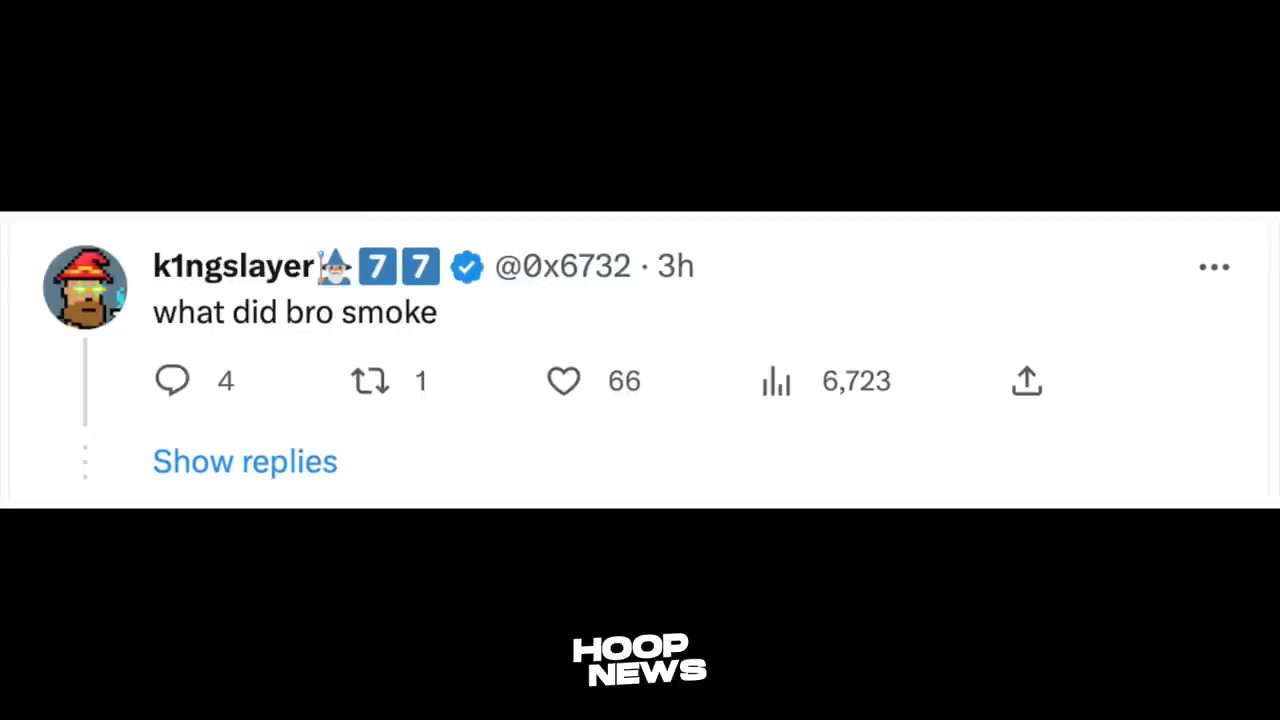 k1ngslayer🧙‍♂️7️⃣7️⃣ @0x6732 · 3h
what did bro smoke
4 1 66 6,723
Show replies
HOOP
NEWS